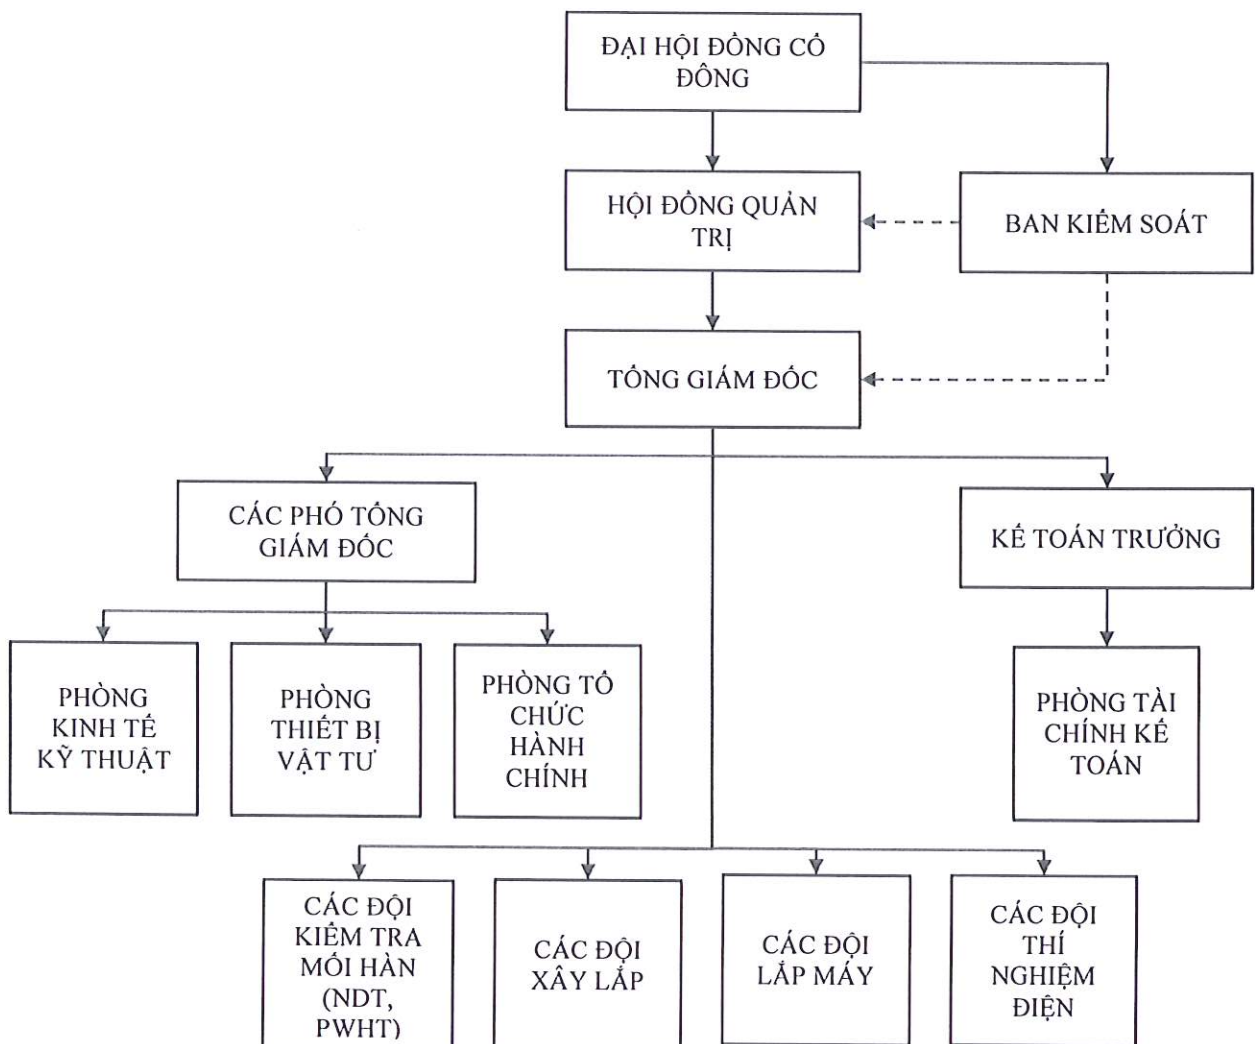 ĐẠI HỘI ĐỒNG CỔ
ĐÔNG
HỘI ĐỒNG QUẢN
TRỊ
BAN KIỂM SOÁT
TỔNG GIÁM ĐỐC
CÁC PHÓ TỔNG
GIÁM ĐỐC
KẾ TOÁN TRƯỞNG
PHÒNG
KINH TẾ
KỸ THUẬT
PHÒNG
THIẾT BỊ
VẬT TƯ
PHÒNG TỔ
CHỨC
HÀNH
CHÍNH
PHÒNG TÀI
CHÍNH KẾ
TOÁN
CÁC ĐỘI
KIỂM TRA
MỐI HÀN
(NDT,
PWHT)
CÁC ĐỘI
XÂY LẮP
CÁC ĐỘI
LẮP MÁY
CÁC ĐỘI
THÍ
NGHIỆM
ĐIỆN